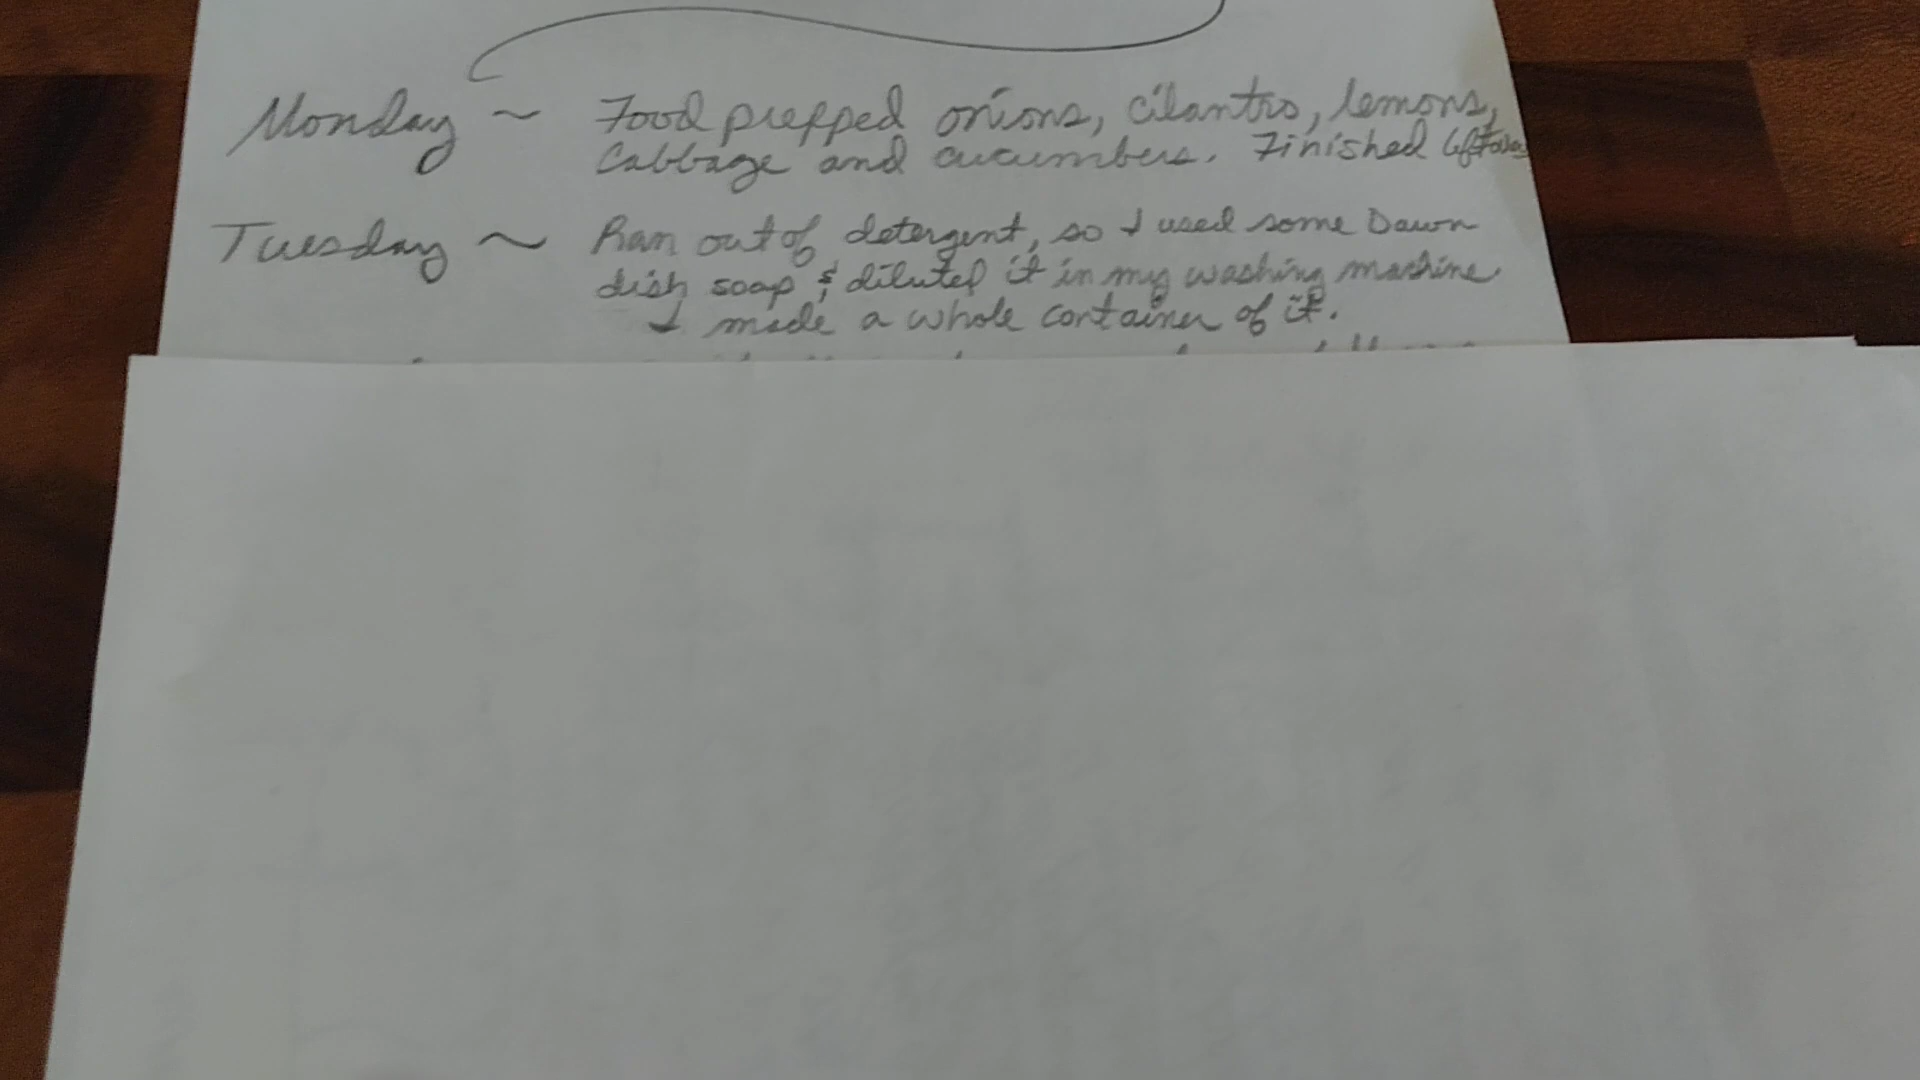 Monday ~ Food prepped onions, cilantro, lemons,
Cabbage and cucumbers. Finished leftovers
Tuesday ~ Ran out of detergent, so I used some Dawn
dish soap & diluted it in my washing machine
I made a whole container of it.